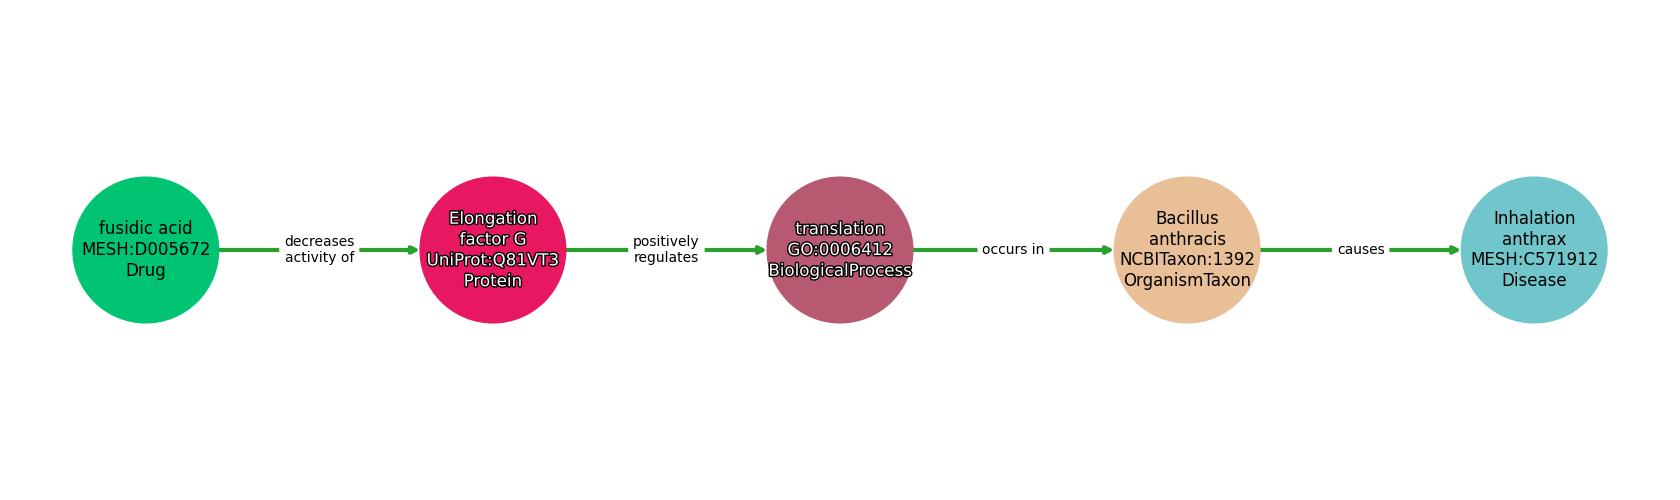 fusidic acid
MESH:D005672
Drug
decreases
activity of
Elongation
factor G
UniProt:Q81VT3
Protein
positively
regulates
translation
GO:0006412
BiologicalProcess
occurs in
Bacillus
anthracis
NCBITaxon:1392
OrganismTaxon
causes
Inhalation
anthrax
MESH:C571912
Disease